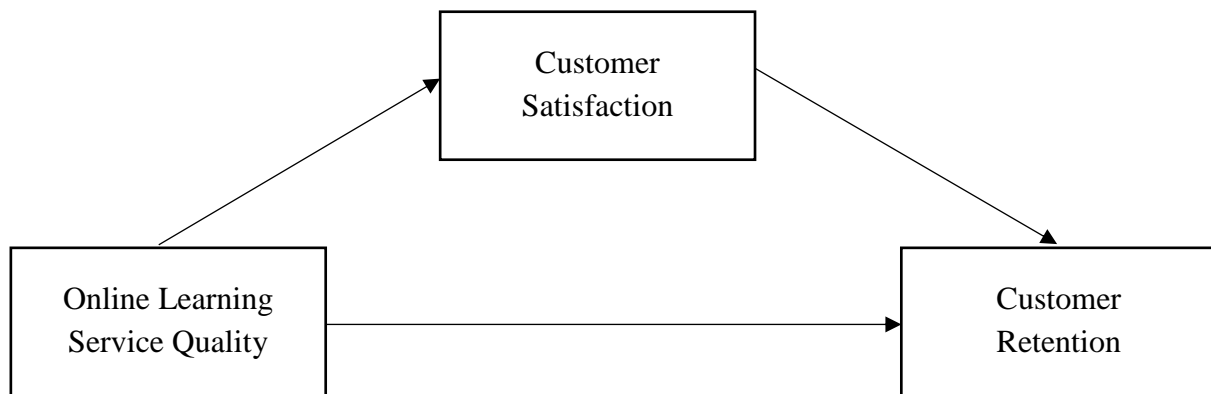 Customer
Satisfaction
Online Learning
Service Quality
Customer
Retention